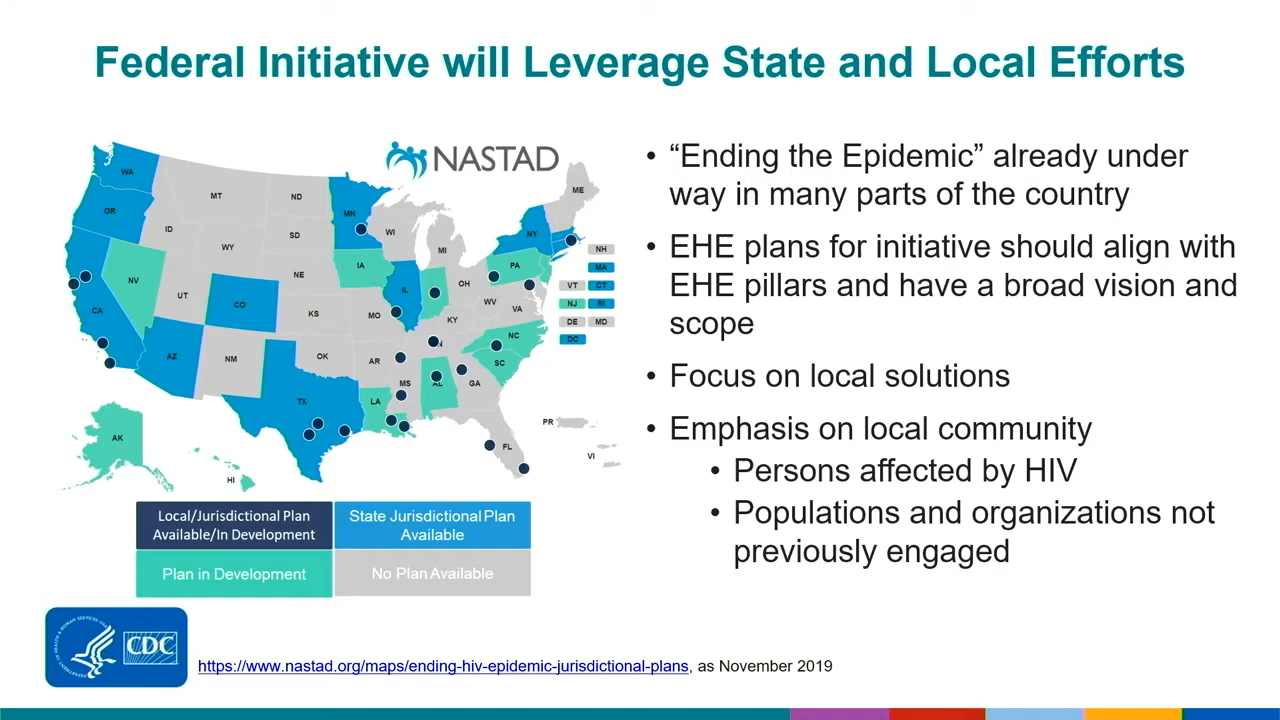 Federal Initiative will Leverage State and Local Efforts
NASTAD
WA
OR
CA
NV
ID
MT
WY
UT
AZ
CO
NM
ND
SD
NE
KS
OK
TX
MN
IA
MO
AR
LA
WI
IL
MI
OH
KY
MS
AL
GA
FL
SC
NC
VA
WV
PA
NY
ME
NH
MA
VT
CT
NJ
RI
DE
MD
DC
AK
HI
PR
VI
Local/Jurisdictional Plan
Available/In Development
State Jurisdictional Plan
Available
Plan in Development
No Plan Available
• “Ending the Epidemic” already under
way in many parts of the country
• EHE plans for initiative should align with
EHE pillars and have a broad vision and
scope
• Focus on local solutions
• Emphasis on local community
• Persons affected by HIV
• Populations and organizations not
previously engaged
CDC
https://www.nastad.org/maps/ending-hiv-epidemic-jurisdictional-plans, as November 2019